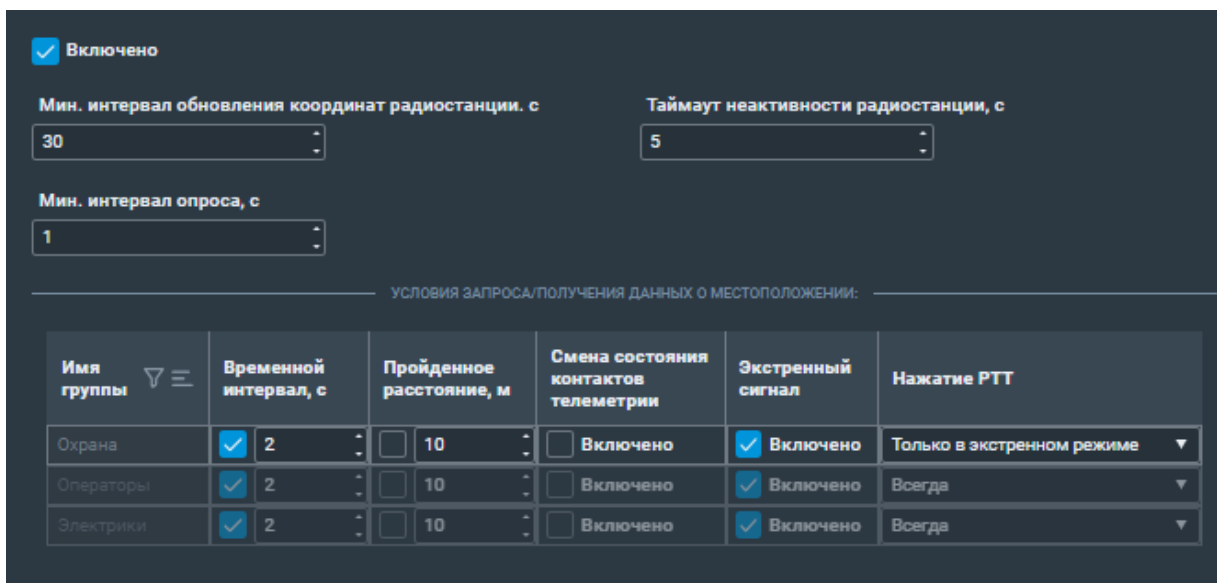 Включено
Мин. интервал обновления координат радиостанции. с
Таймаут неактивности радиостанции, с
30
5
Мин. интервал опроса, с
1
УСЛОВИЯ ЗАПРОСА/ПОЛУЧЕНИЯ ДАННЫХ О МЕСТОПОЛОЖЕНИИ:
Имя группы
Временной интервал, с
Пройденное расстояние, м
Смена состояния контактов телеметрии
Экстренный сигнал
Нажатие PTT
Охрана 2 10 Включено Включено Только в экстренном режиме
Операторы 2 10 Включено Включено Всегда
Электрики 2 10 Включено Включено Всегда